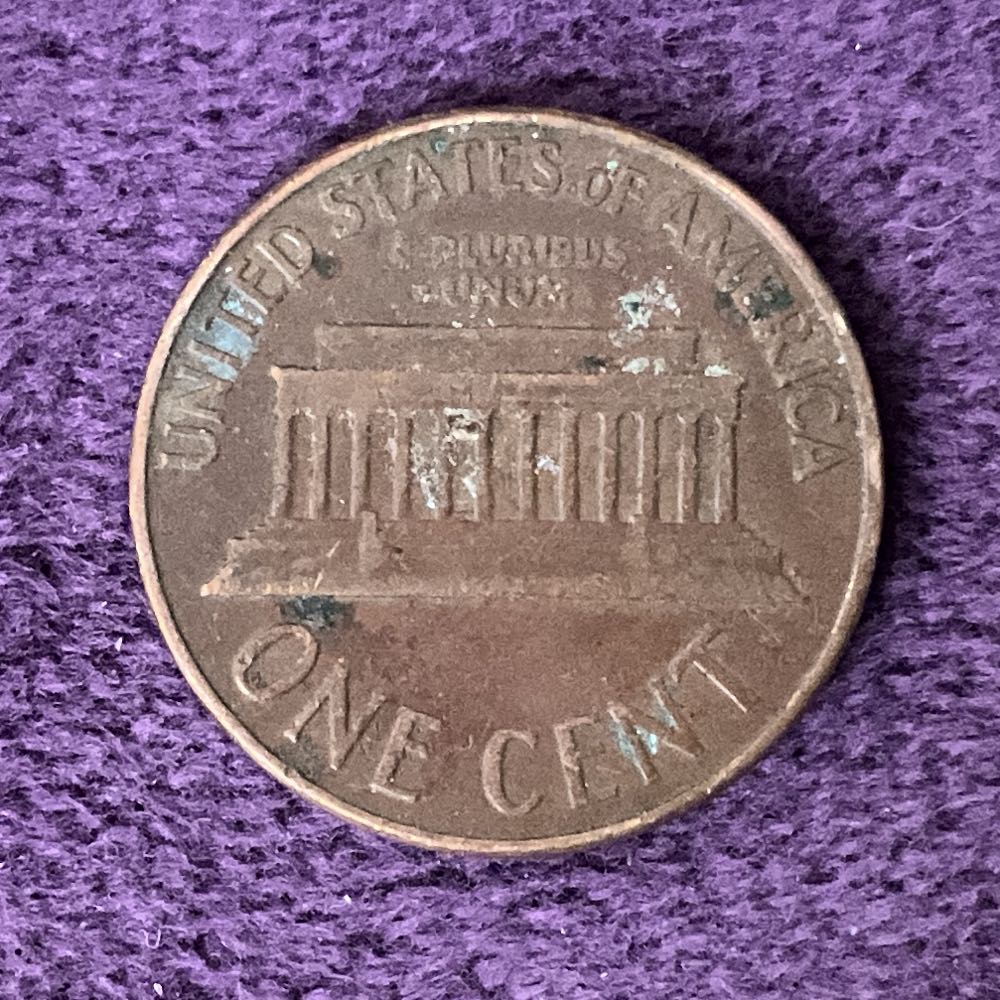 UNITED STATES OF AMERICA
E·PLURIBUS
·UNUM·
ONE CENT